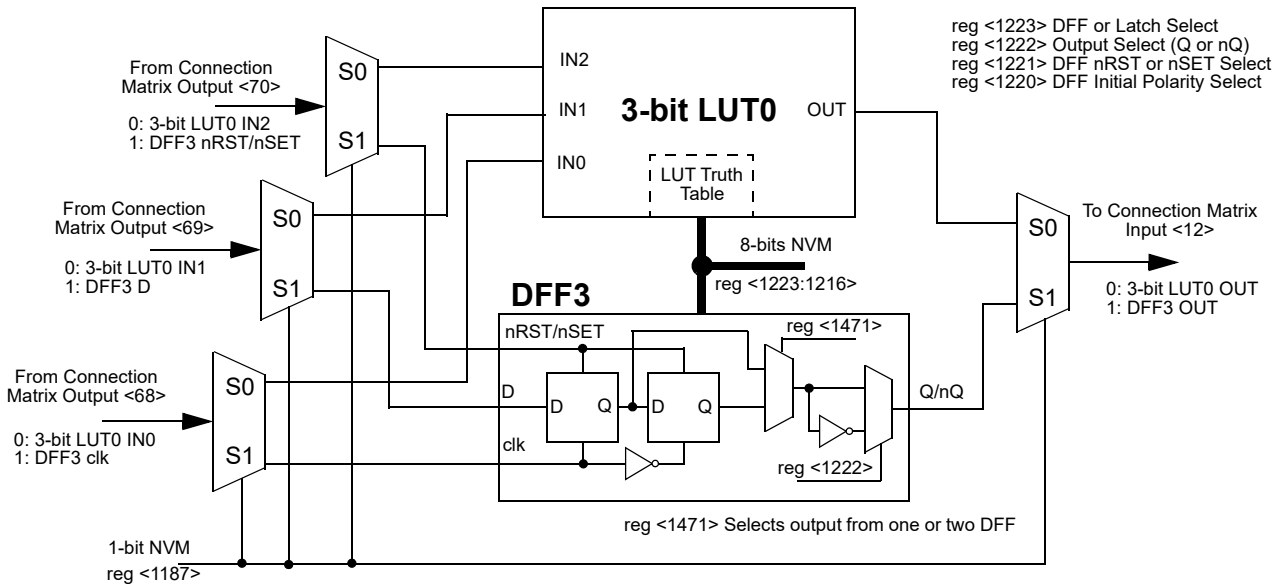 reg <1223> DFF or Latch Select
reg <1222> Output Select (Q or nQ)
reg <1221> DFF nRST or nSET Select
reg <1220> DFF Initial Polarity Select
From Connection
Matrix Output <70>
0: 3-bit LUT0 IN2
1: DFF3 nRST/nSET
S0
S1
IN2
IN1
IN0
3-bit LUT0
OUT
LUT Truth
Table
From Connection
Matrix Output <69>
0: 3-bit LUT0 IN1
1: DFF3 D
S0
S1
8-bits NVM
reg <1223:1216>
S0
S1
To Connection Matrix
Input <12>
0: 3-bit LUT0 OUT
1: DFF3 OUT
DFF3
nRST/nSET
reg <1471>
From Connection
Matrix Output <68>
0: 3-bit LUT0 IN0
1: DFF3 clk
S0
S1
D
D
Q
D
Q
Q/nQ
clk
reg <1222>
reg <1471> Selects output from one or two DFF
1-bit NVM
reg <1187>